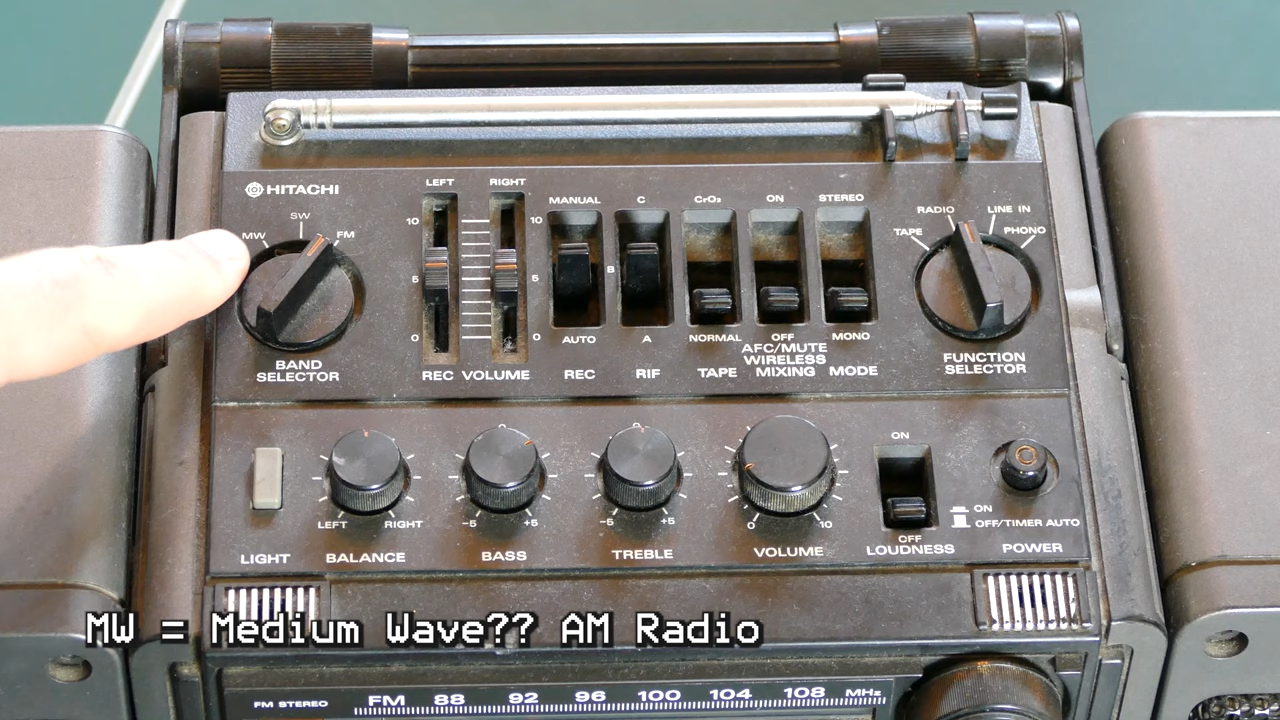 HITACHI
MW
SW
FM
BAND
SELECTOR
LEFT
RIGHT
10
10
5
5
0
0
REC VOLUME
MANUAL
AUTO
REC
C
B
A
RIF
CrO2
NORMAL
TAPE
ON
OFF
AFC/MUTE
WIRELESS
MIXING
STEREO
MONO
MODE
TAPE
RADIO
LINE IN
PHONO
FUNCTION
SELECTOR
LIGHT
LEFT
RIGHT
BALANCE
-5
+5
BASS
-5
+5
TREBLE
0
10
VOLUME
ON
OFF
LOUDNESS
ON
OFF/TIMER AUTO
POWER
MW = Medium Wave?? AM Radio
FM STEREO
FM 88 92 96 100 104 108 MHz